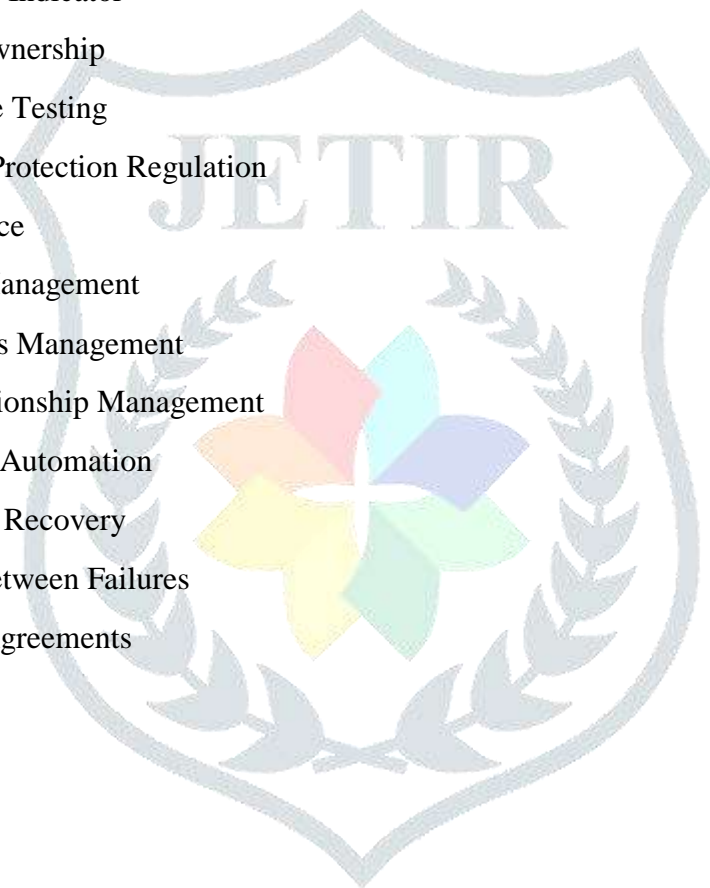 Indicator
wnership
e Testing
Protection Regulation
ce
anagement
s Management
ionship Management
Automation
Recovery
etween Failures
greements
JETIR